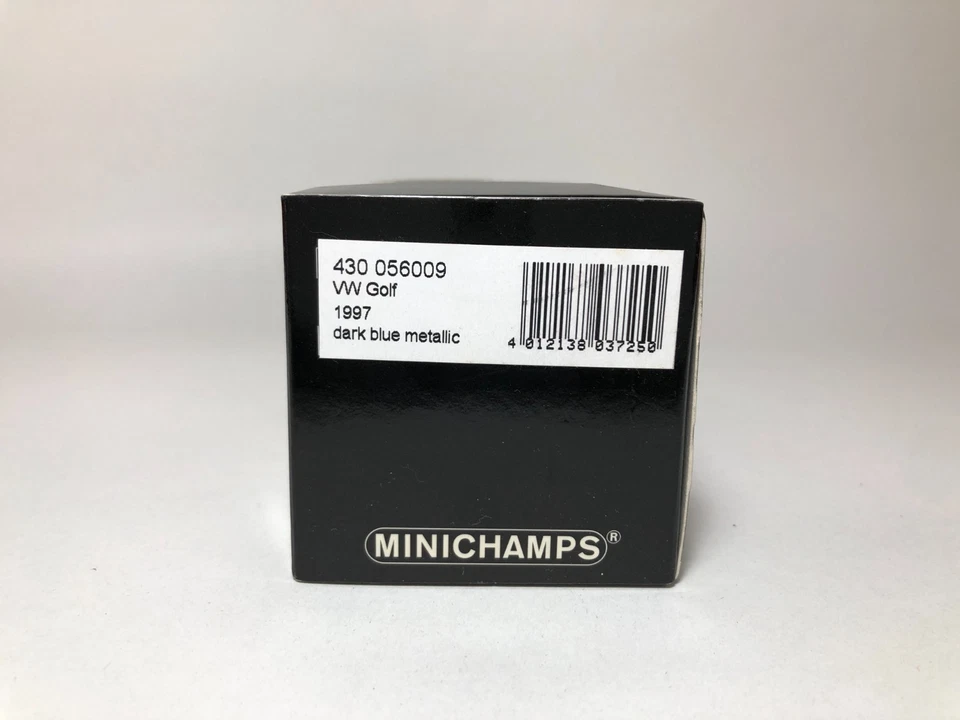 430 056009
VW Golf
1997
dark blue metallic
4 012138 037250
MINICHAMPS®